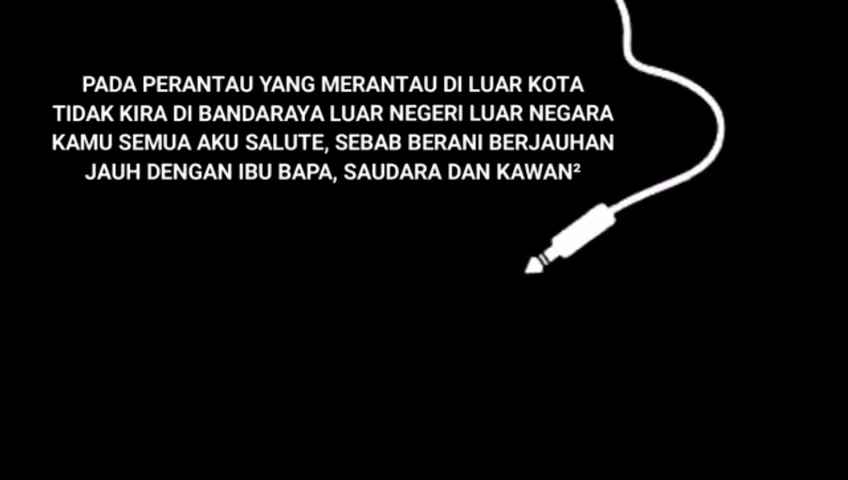 PADA PERANTAU YANG MERANTAU DI LUAR KOTA
TIDAK KIRA DI BANDARAYA LUAR NEGERI LUAR NEGARA
KAMU SEMUA AKU SALUTE, SEBAB BERANI BERJAUHAN
JAUH DENGAN IBU BAPA, SAUDARA DAN KAWAN²